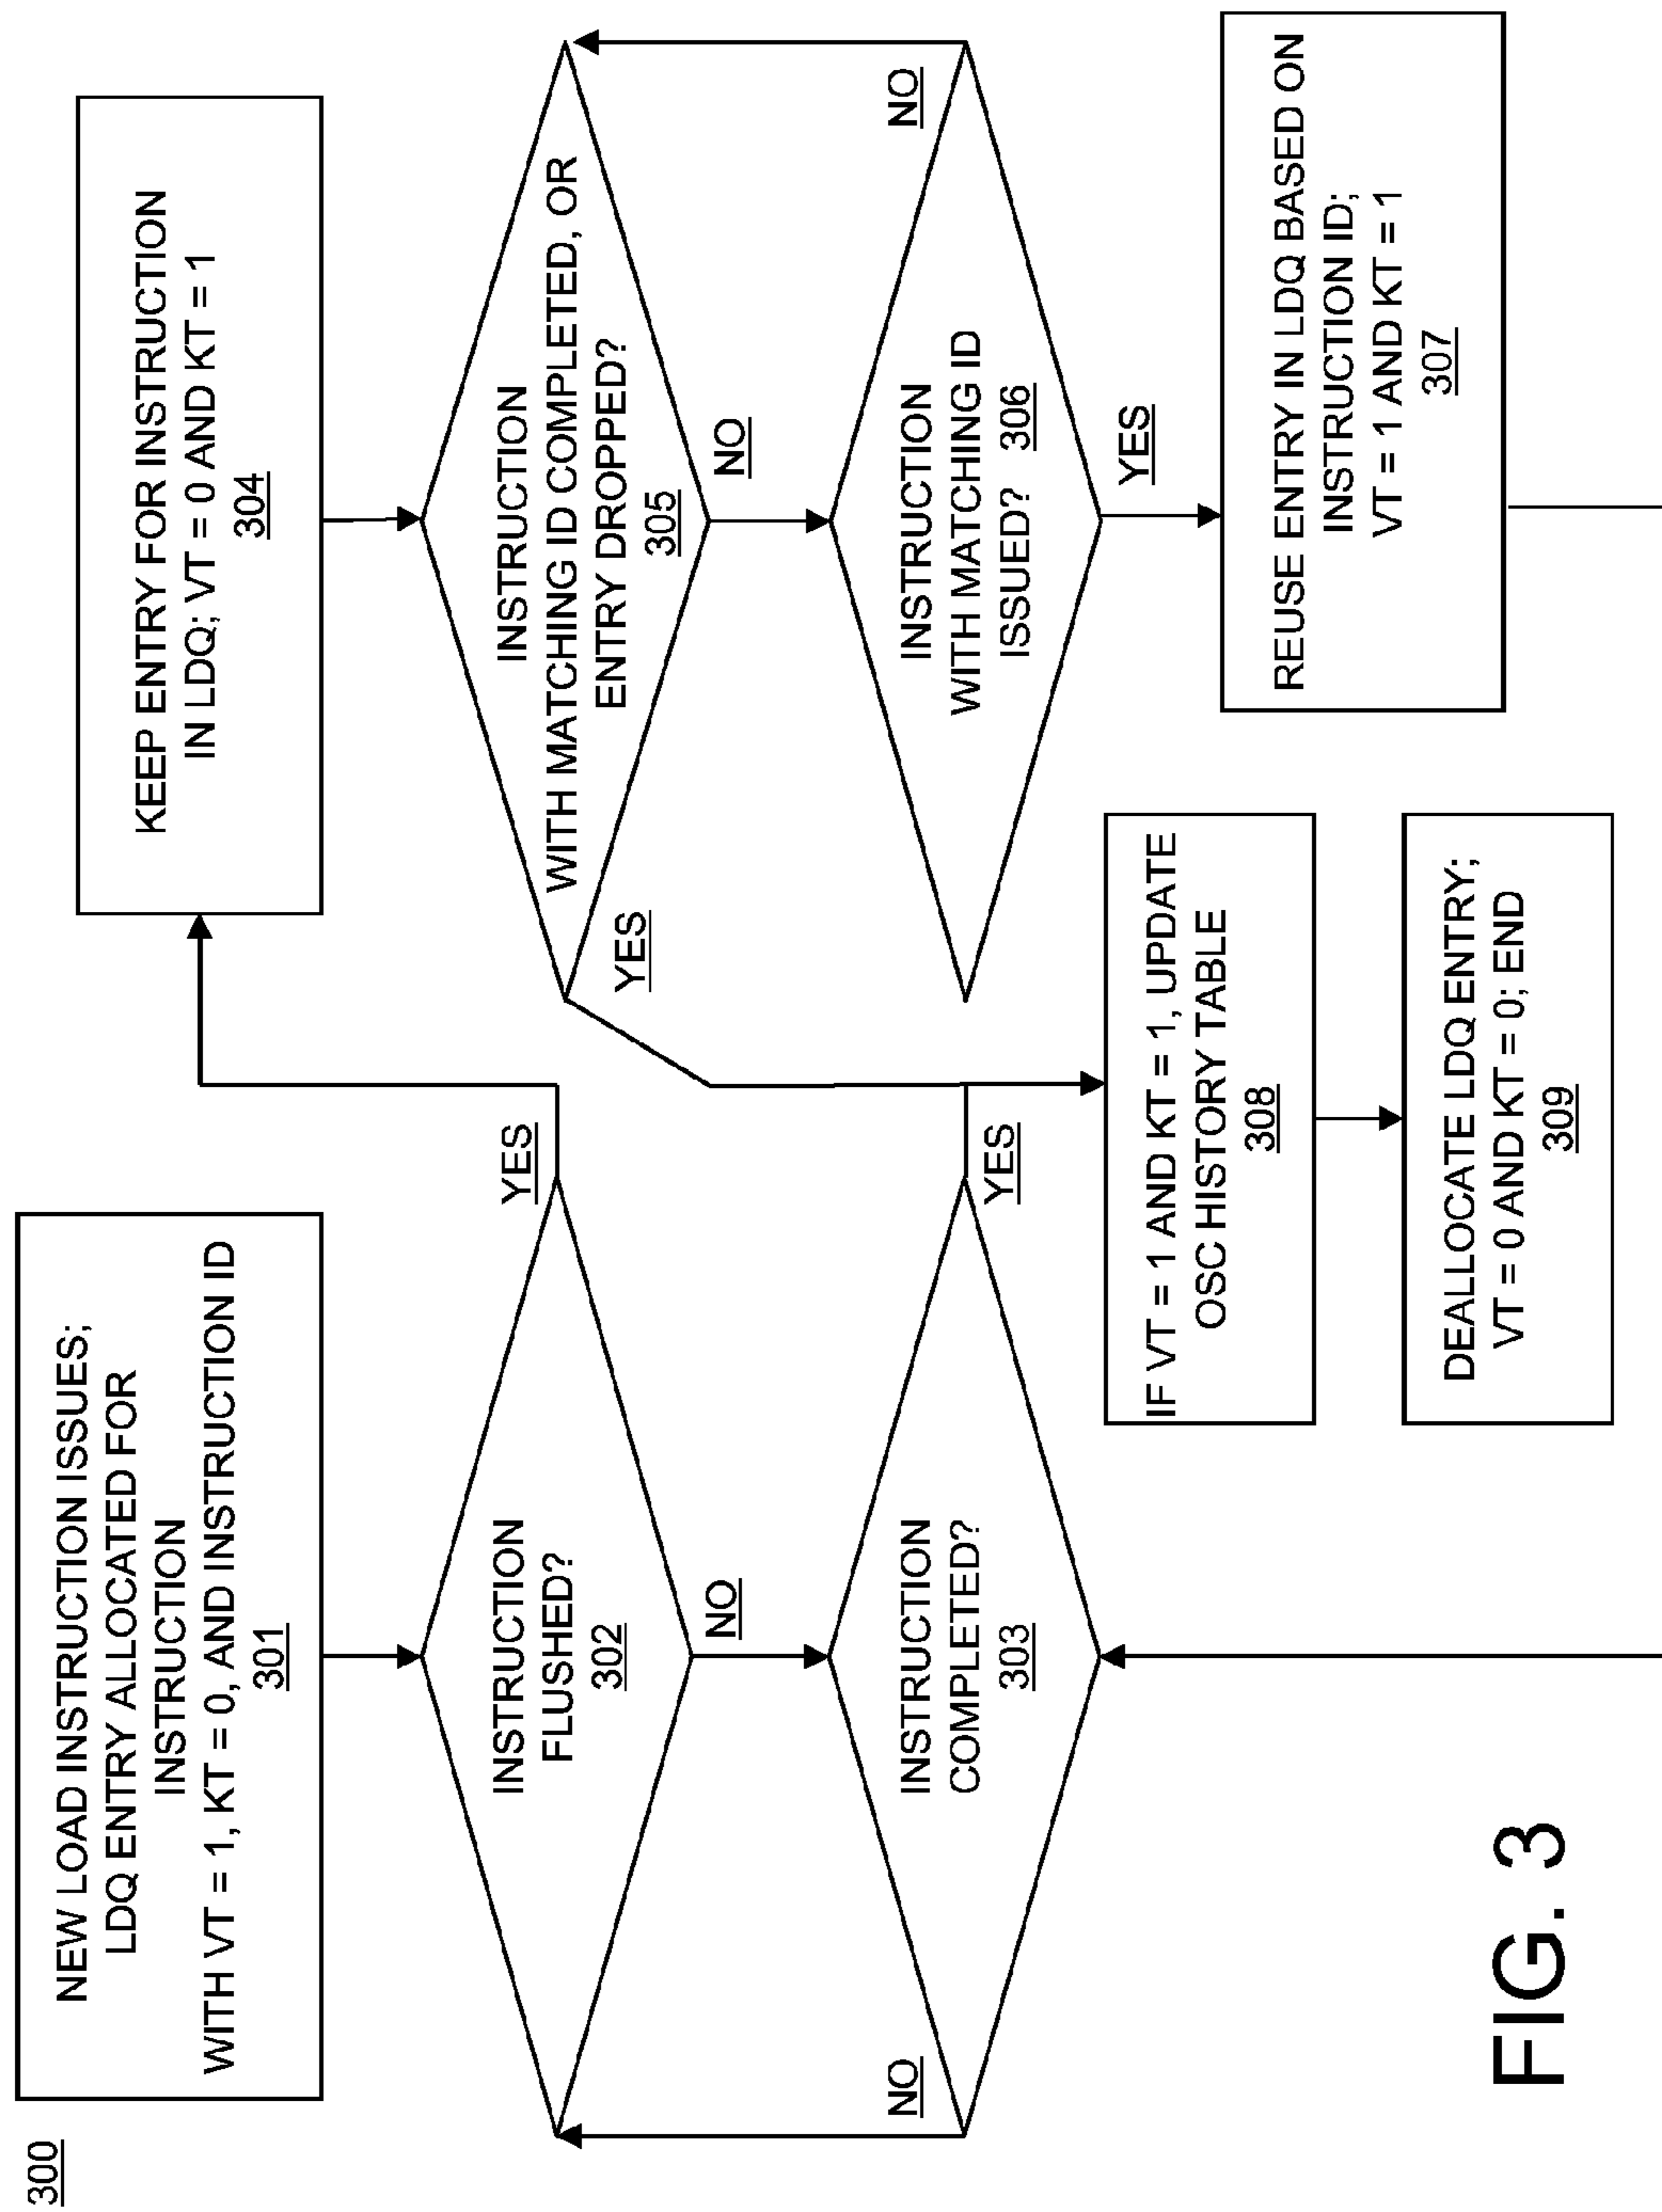 300
NEW LOAD INSTRUCTION ISSUES;
LDQ ENTRY ALLOCATED FOR
INSTRUCTION
WITH VT = 1, KT = 0, AND INSTRUCTION ID
301
INSTRUCTION
FLUSHED?
302
YES
NO
INSTRUCTION
COMPLETED?
303
NO
YES
KEEP ENTRY FOR INSTRUCTION
IN LDQ; VT = 0 AND KT = 1
304
INSTRUCTION
WITH MATCHING ID COMPLETED, OR
ENTRY DROPPED?
305
YES
NO
INSTRUCTION
WITH MATCHING ID
ISSUED? 306
NO
YES
REUSE ENTRY IN LDQ BASED ON
INSTRUCTION ID;
VT = 1 AND KT = 1
307
IF VT = 1 AND KT = 1, UPDATE
OSC HISTORY TABLE
308
DEALLOCATE LDQ ENTRY;
VT = 0 AND KT = 0; END
309
FIG. 3